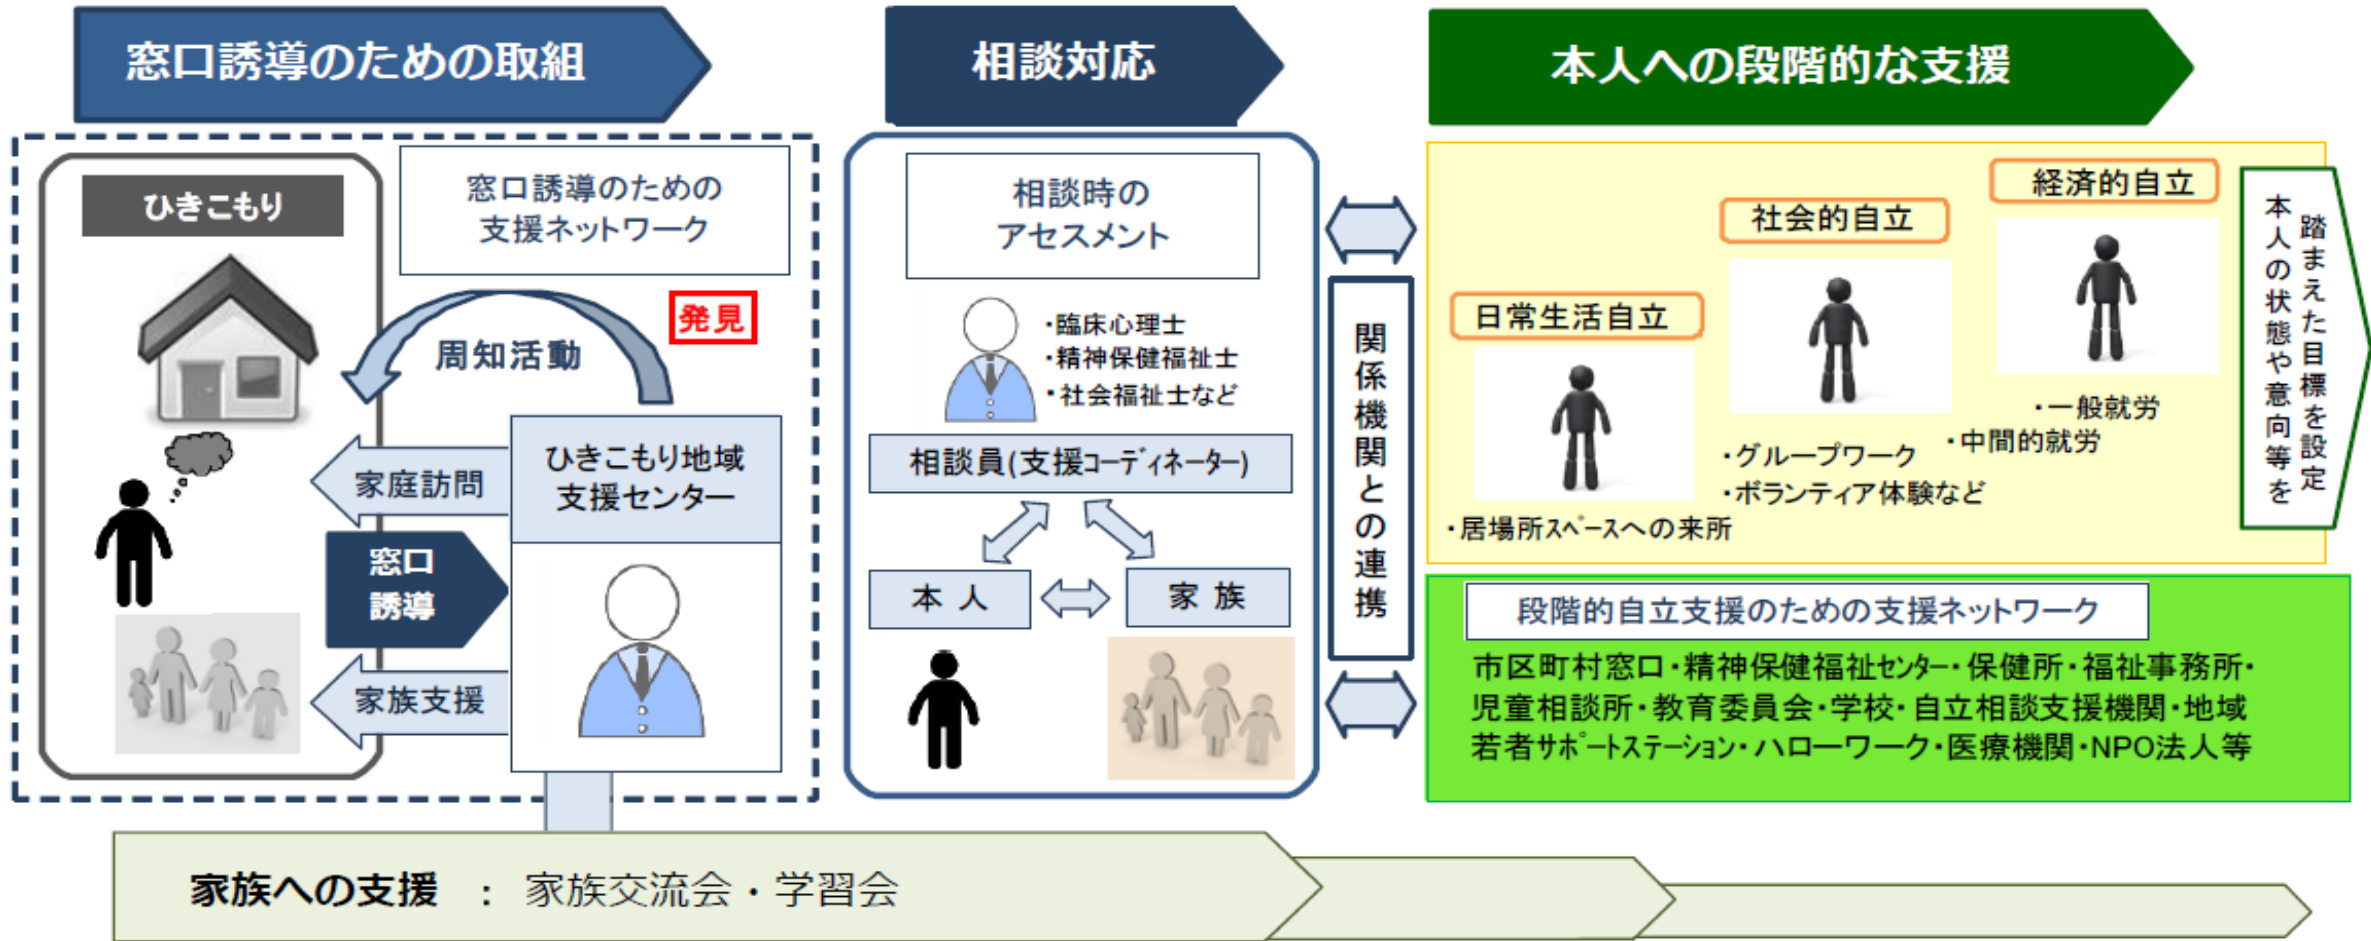 窓口誘導のための取組
相談対応
本人への段階的な支援
ひきこもり
窓口誘導のための
支援ネットワーク
発見
周知活動
家庭訪問
ひきこもり地域
支援センター
窓口
誘導
家族支援
相談時の
アセスメント
・臨床心理士
・精神保健福祉士
・社会福祉士など
相談員(支援ｺｰﾃﾞｨﾈｰﾀｰ)
本 人
家 族
関係機関との連携
日常生活自立
・居場所ｽﾍﾟｰｽへの来所
社会的自立
・グループワーク
・ボランティア体験など
経済的自立
・一般就労
・中間的就労
本人の状態や意向等を
踏まえた目標を設定
段階的自立支援のための支援ネットワーク
市区町村窓口・精神保健福祉ｾﾝﾀｰ・保健所・福祉事務所・
児童相談所・教育委員会・学校・自立相談支援機関・地域
若者ｻﾎﾟｰﾄｽﾃｰｼｮﾝ・ハローワーク・医療機関・NPO法人等
家族への支援 ： 家族交流会・学習会